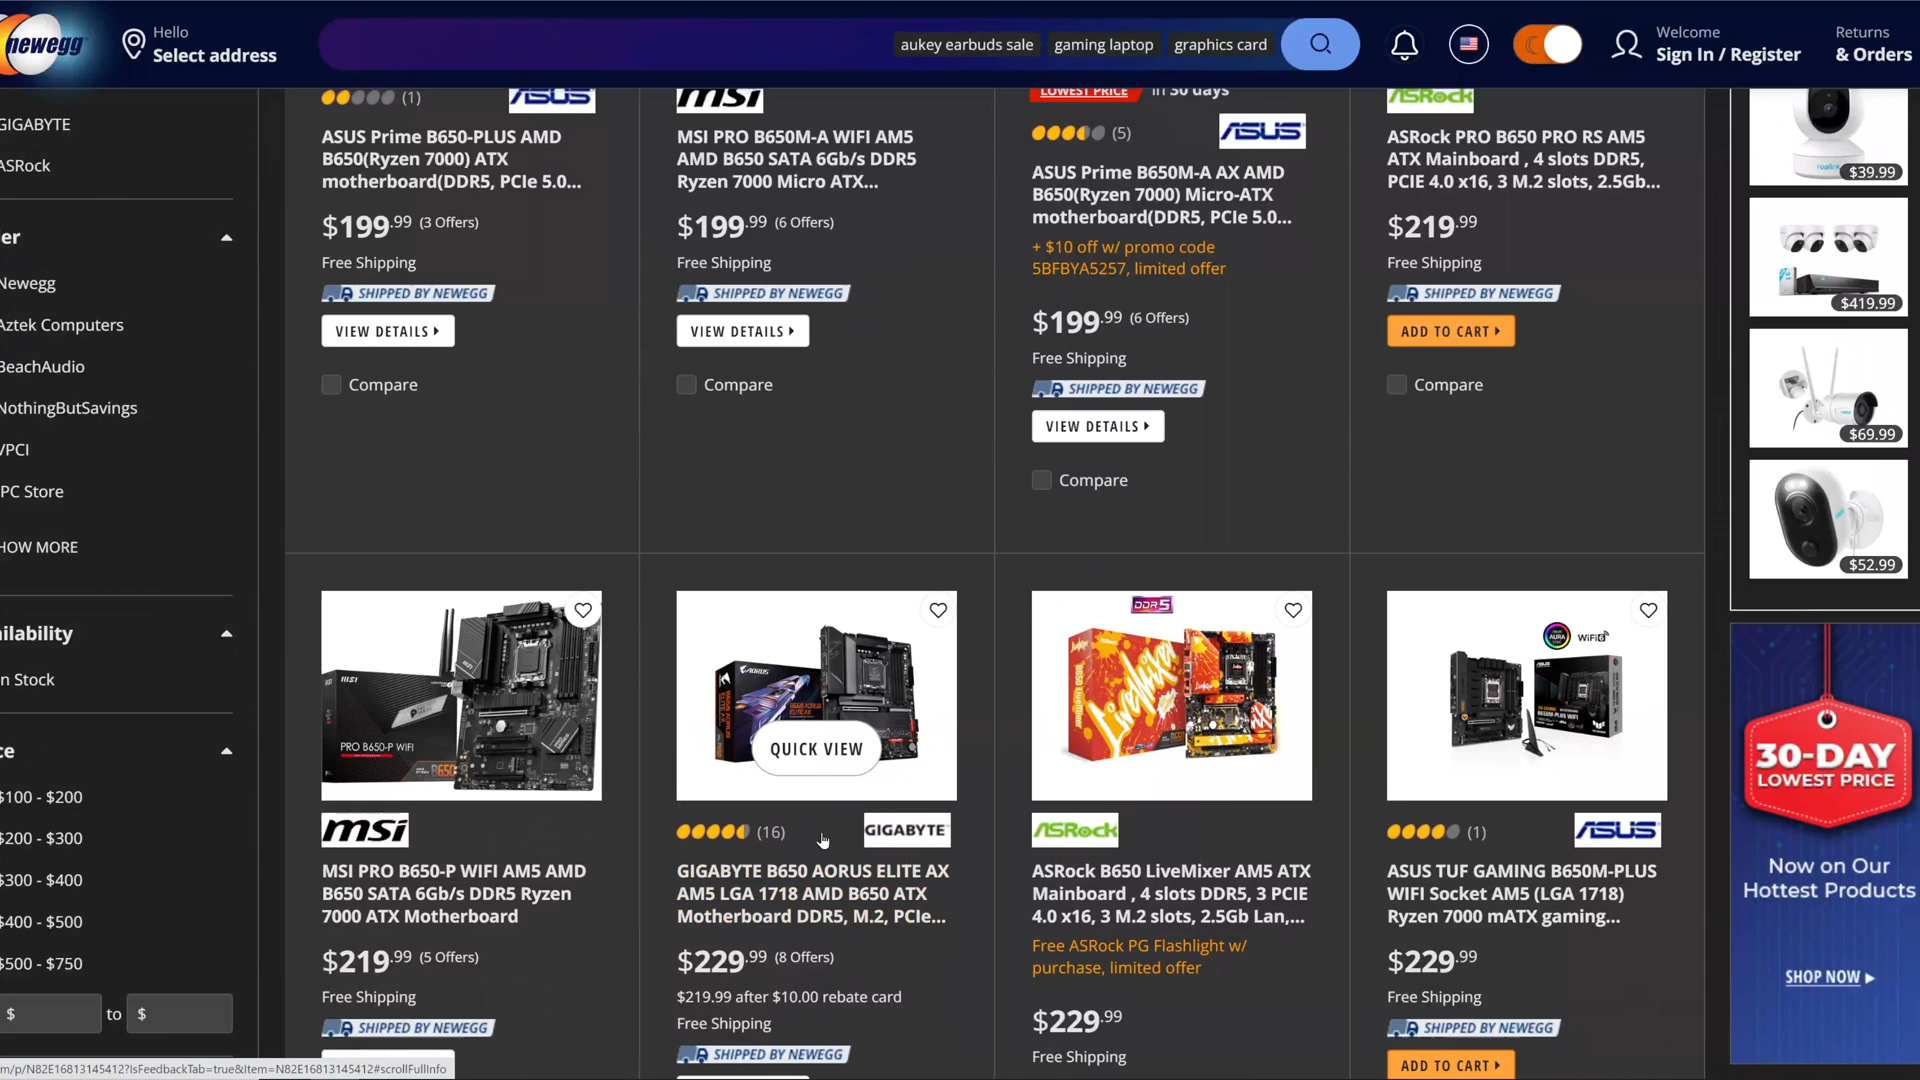 newegg
Hello
Select address
aukey earbuds sale
gaming laptop
graphics card
Welcome
Sign In / Register
Returns
& Orders
GIGABYTE
ASRock
er
Newegg
Aztek Computers
BeachAudio
NothingButSavings
VPCI
PC Store
HOW MORE
ilability
n Stock
ce
$100 - $200
$200 - $300
$300 - $400
$400 - $500
$500 - $750
$ to $
(1)
ASUS
ASUS Prime B650-PLUS AMD
B650(Ryzen 7000) ATX
motherboard(DDR5, PCIe 5.0...
$199.99 (3 Offers)
Free Shipping
SHIPPED BY NEWEGG
VIEW DETAILS
Compare
msi
MSI PRO B650M-A WIFI AM5
AMD B650 SATA 6Gb/s DDR5
Ryzen 7000 Micro ATX...
$199.99 (6 Offers)
Free Shipping
SHIPPED BY NEWEGG
VIEW DETAILS
Compare
LOWEST PRICE in 30 days
(5)
ASUS
ASUS Prime B650M-A AX AMD
B650(Ryzen 7000) Micro-ATX
motherboard(DDR5, PCIe 5.0...
+ $10 off w/ promo code
5BFBYA5257, limited offer
$199.99 (6 Offers)
Free Shipping
SHIPPED BY NEWEGG
VIEW DETAILS
Compare
ASRock
ASRock PRO B650 PRO RS AM5
ATX Mainboard , 4 slots DDR5,
PCIE 4.0 x16, 3 M.2 slots, 2.5Gb...
$219.99
Free Shipping
SHIPPED BY NEWEGG
ADD TO CART
Compare
msi
PRO B650-P WIFI
B650
msi
MSI PRO B650-P WIFI AM5 AMD
B650 SATA 6Gb/s DDR5 Ryzen
7000 ATX Motherboard
$219.99 (5 Offers)
Free Shipping
SHIPPED BY NEWEGG
AORUS
QUICK VIEW
(16)
GIGABYTE
GIGABYTE B650 AORUS ELITE AX
AM5 LGA 1718 AMD B650 ATX
Motherboard DDR5, M.2, PCIe...
$229.99 (8 Offers)
$219.99 after $10.00 rebate card
Free Shipping
SHIPPED BY NEWEGG
DDR5
LiveMixer
ASRock
ASRock B650 LiveMixer AM5 ATX
Mainboard , 4 slots DDR5, 3 PCIE
4.0 x16, 3 M.2 slots, 2.5Gb Lan,...
Free ASRock PG Flashlight w/
purchase, limited offer
$229.99
Free Shipping
AURA
WiFi6
(1)
ASUS
ASUS TUF GAMING B650M-PLUS
WIFI Socket AM5 (LGA 1718)
Ryzen 7000 mATX gaming...
$229.99
Free Shipping
SHIPPED BY NEWEGG
ADD TO CART
$39.99
$419.99
$69.99
$52.99
30-DAY
LOWEST PRICE
Now on Our
Hottest Products
SHOP NOW
m/p/N82E16813145412?IsFeedbackTab=true&Item=N82E16813145412#scrollFullInfo